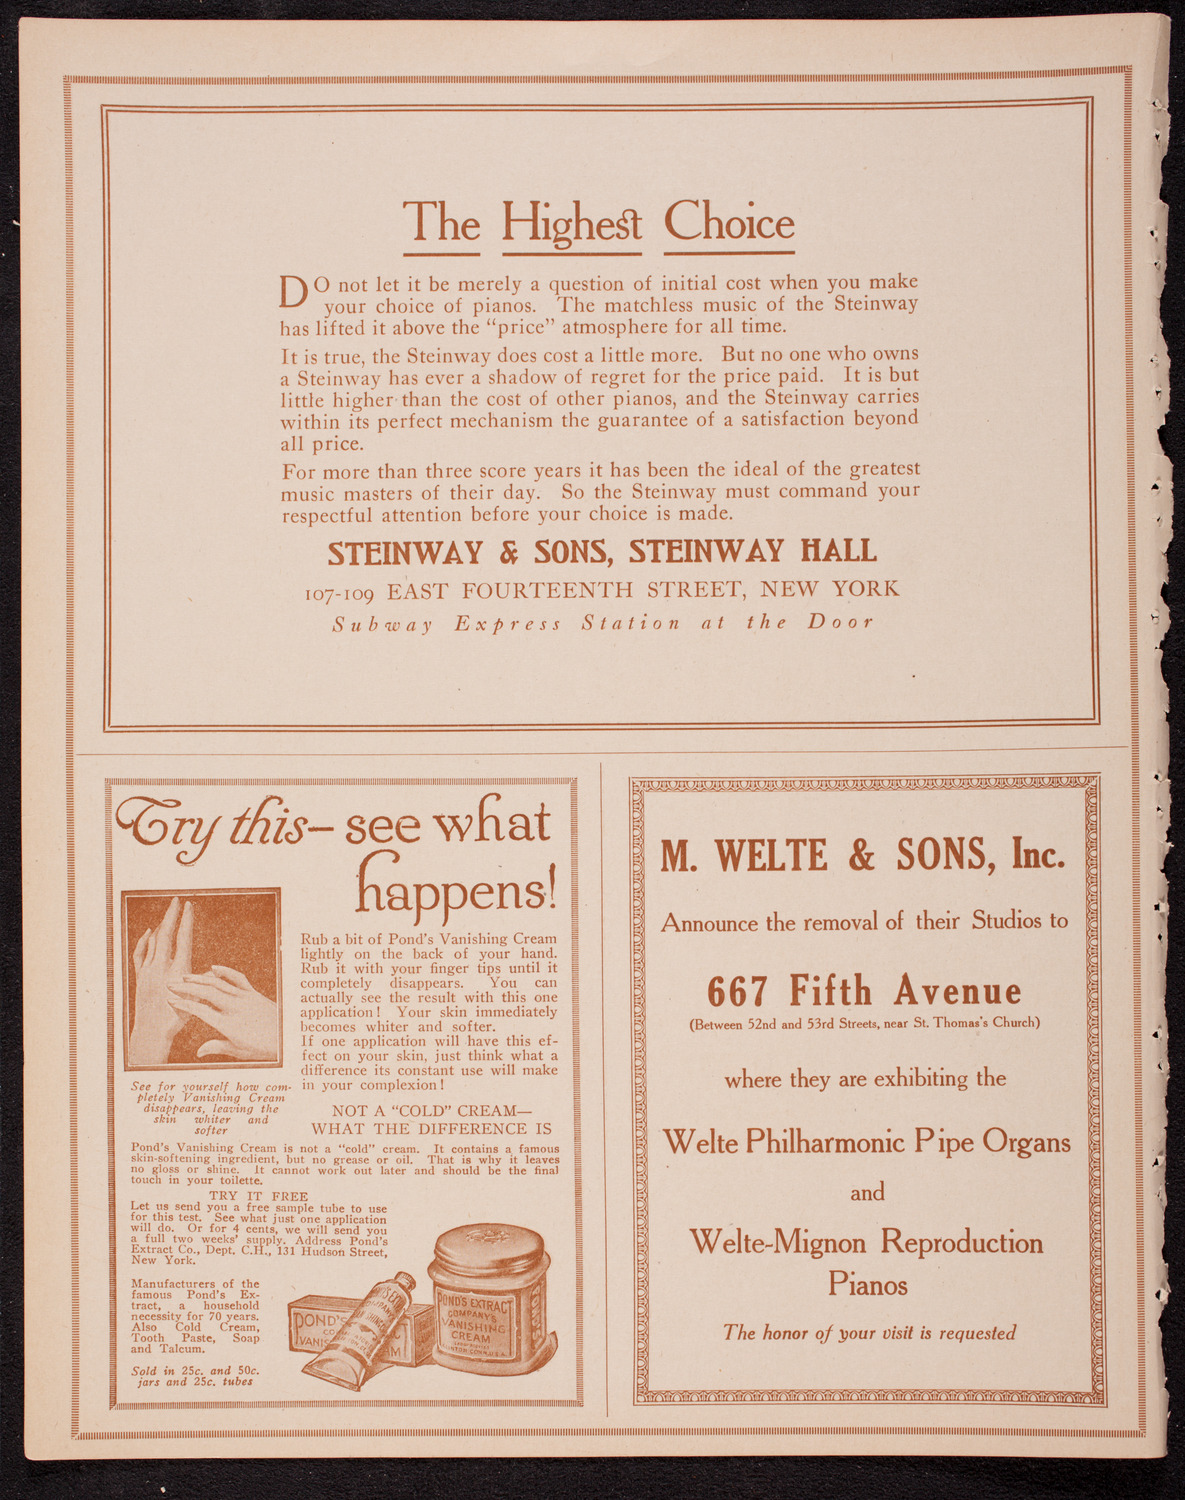 The Highest Choice
DO not let it be merely a question of initial cost when you make
your choice of pianos. The matchless music of the Steinway
has lifted it above the "price" atmosphere for all time.
It is true, the Steinway does cost a little more. But no one who owns
a Steinway has ever a shadow of regret for the price paid. It is but
little higher than the cost of other pianos, and the Steinway carries
within its perfect mechanism the guarantee of a satisfaction beyond
all price.
For more than three score years it has been the ideal of the greatest
music masters of their day. So the Steinway must command your
respectful attention before your choice is made.
STEINWAY & SONS, STEINWAY HALL
107-109 EAST FOURTEENTH STREET, NEW YORK
Subway Express Station at the Door
Try this—see what
happens!
Rub a bit of Pond's Vanishing Cream
lightly on the back of your hand.
Rub it with your finger tips until it
completely disappears. You can
actually see the result with this one
application! Your skin immediately
becomes whiter and softer.
If one application will have this ef-
fect on your skin, just think what a
difference its constant use will make
in your complexion!
See for yourself how com-
pletely Vanishing Cream
disappears, leaving the
skin whiter and
softer
NOT A "COLD" CREAM—
WHAT THE DIFFERENCE IS
Pond's Vanishing Cream is not a "cold" cream. It contains a famous
skin-softening ingredient, but no grease or oil. That is why it leaves
no gloss or shine. It cannot work out later and should be the final
touch in your toilette.
TRY IT FREE
Let us send you a free sample tube to use
for this test. See what just one application
will do. Or for 4 cents, we will send you
a full two weeks' supply. Address Pond's
Extract Co., Dept. C.H., 131 Hudson Street,
New York.
Manufacturers of the
famous Pond's Ex-
tract, a household
necessity for 70 years.
Also Cold Cream,
Tooth Paste, Soap
and Talcum.
Sold in 25c. and 50c.
jars and 25c. tubes
POND'S
VANIS
POND'S EXTRACT
COMPANY'S
VANISHING
CREAM
M. WELTE & SONS, Inc.
Announce the removal of their Studios to
667 Fifth Avenue
(Between 52nd and 53rd Streets, near St. Thomas's Church)
where they are exhibiting the
Welte Philharmonic Pipe Organs
and
Welte-Mignon Reproduction
Pianos
The honor of your visit is requested